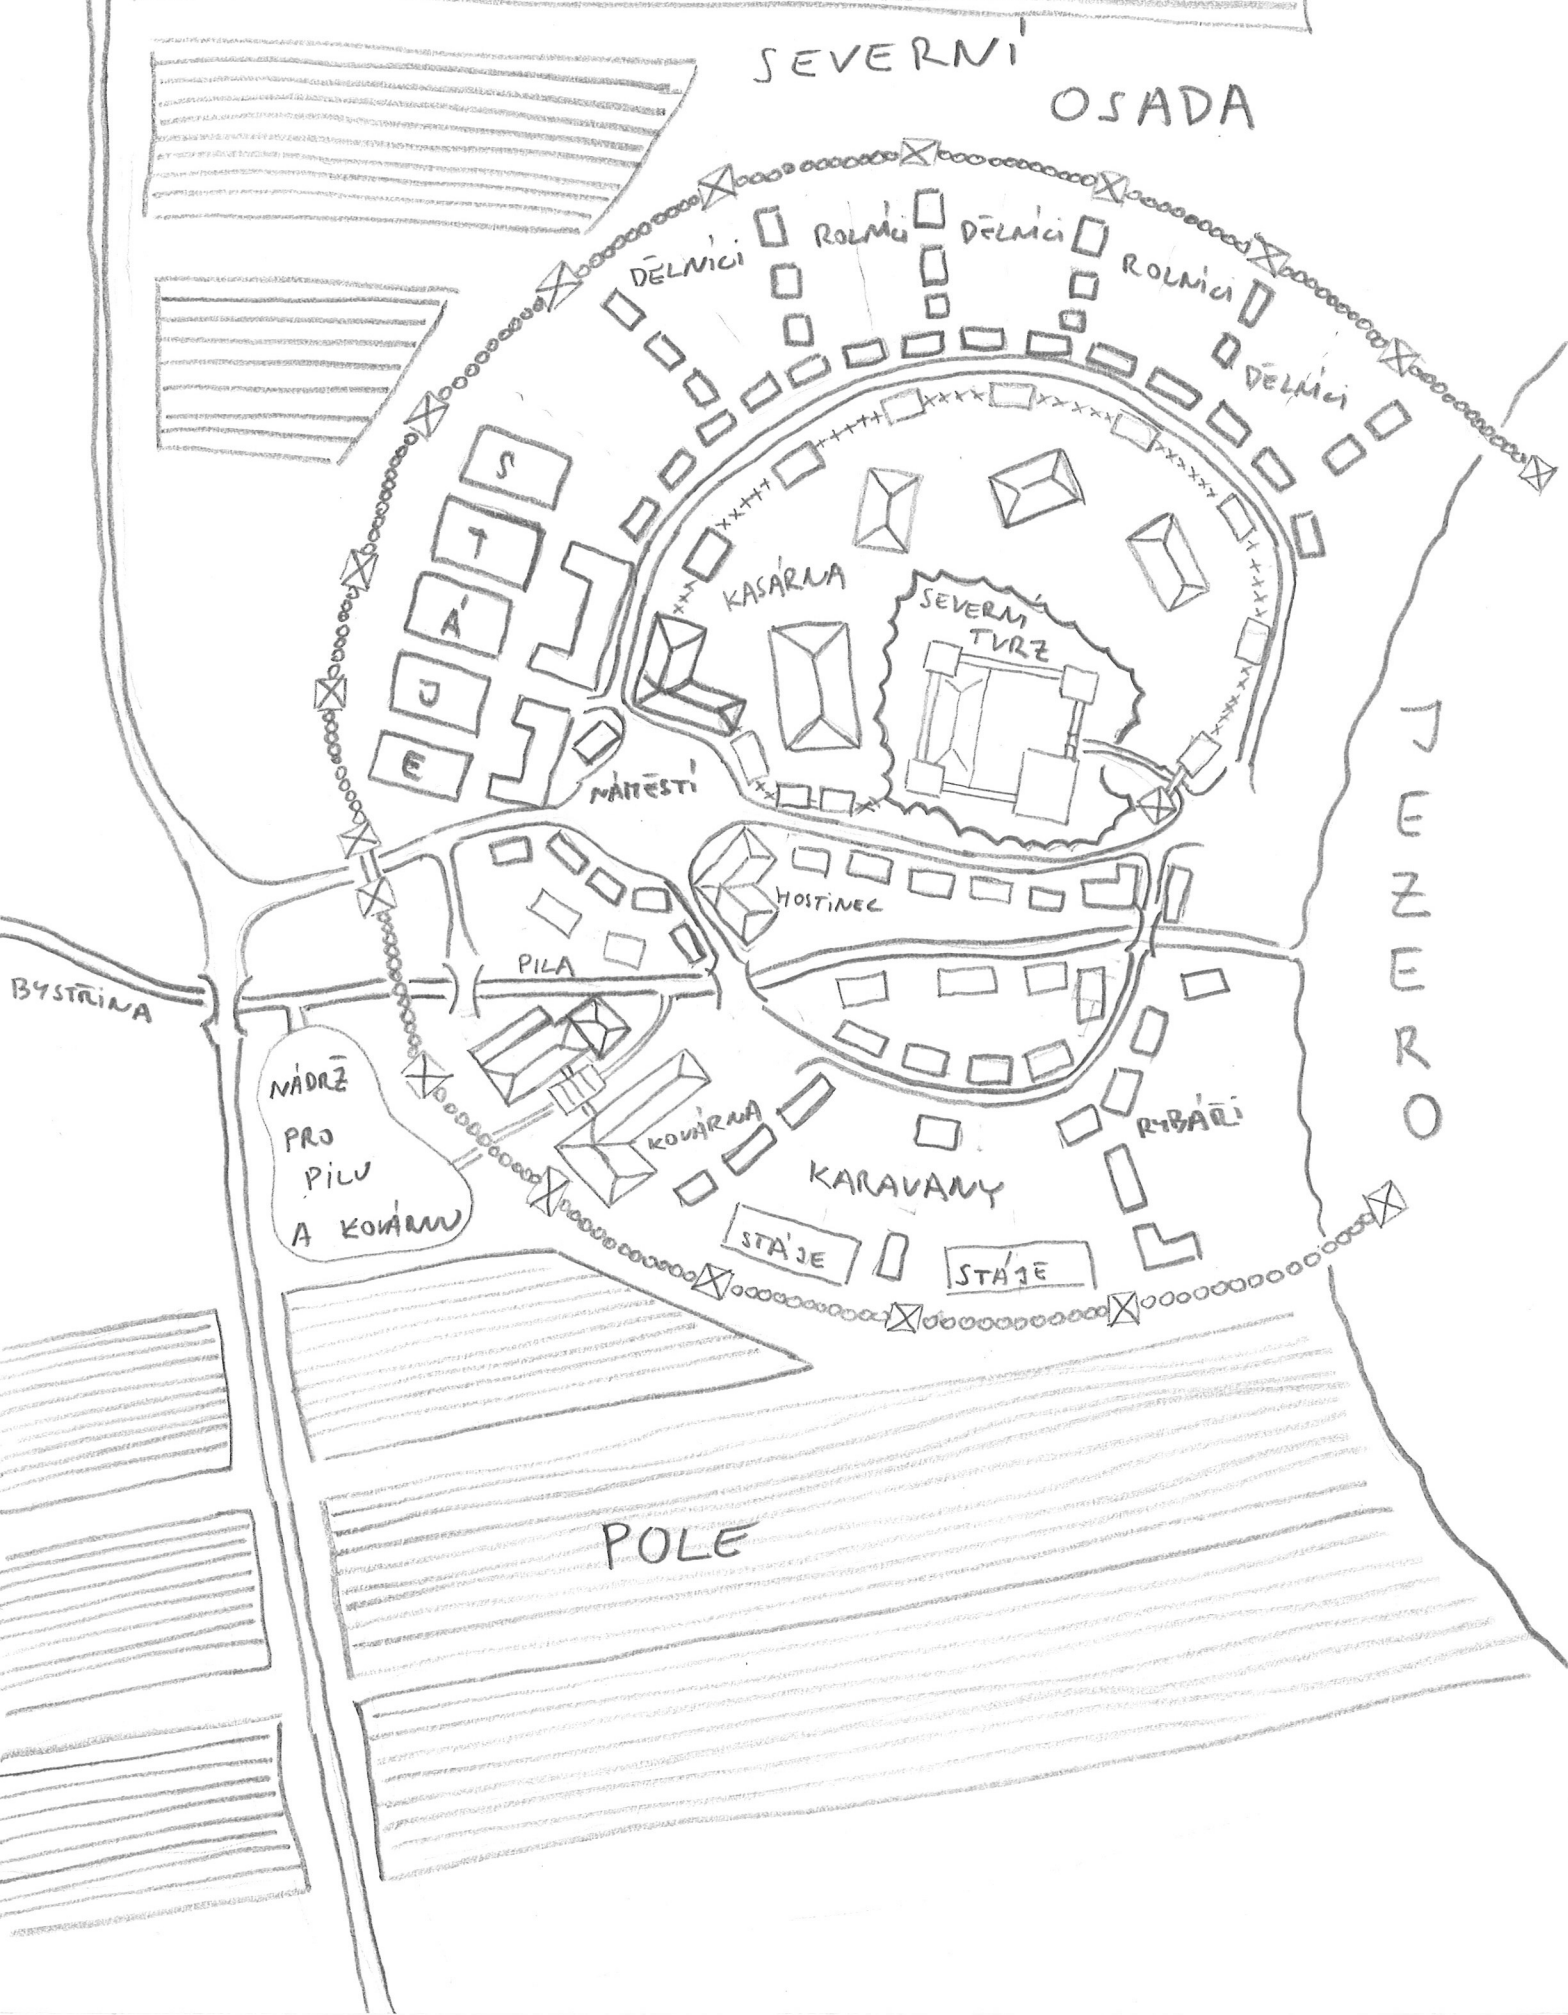 SEVERNÍ
OSADA
DĚLNÍCI
ROLNÍCI
DĚLNÍCI
ROLNÍCI
DĚLNÍCI
S
T
Á
J
E
KASÁRNA
SEVERNÍ
TVRZ
NÁMĚSTÍ
HOSTINEC
PILA
BYSTŘINA
NÁDRŽ
PRO
PILU
A KOVÁRNU
KOVÁRNA
RYBÁŘI
KARAVANY
STÁJE
STÁJE
JEZERO
POLE